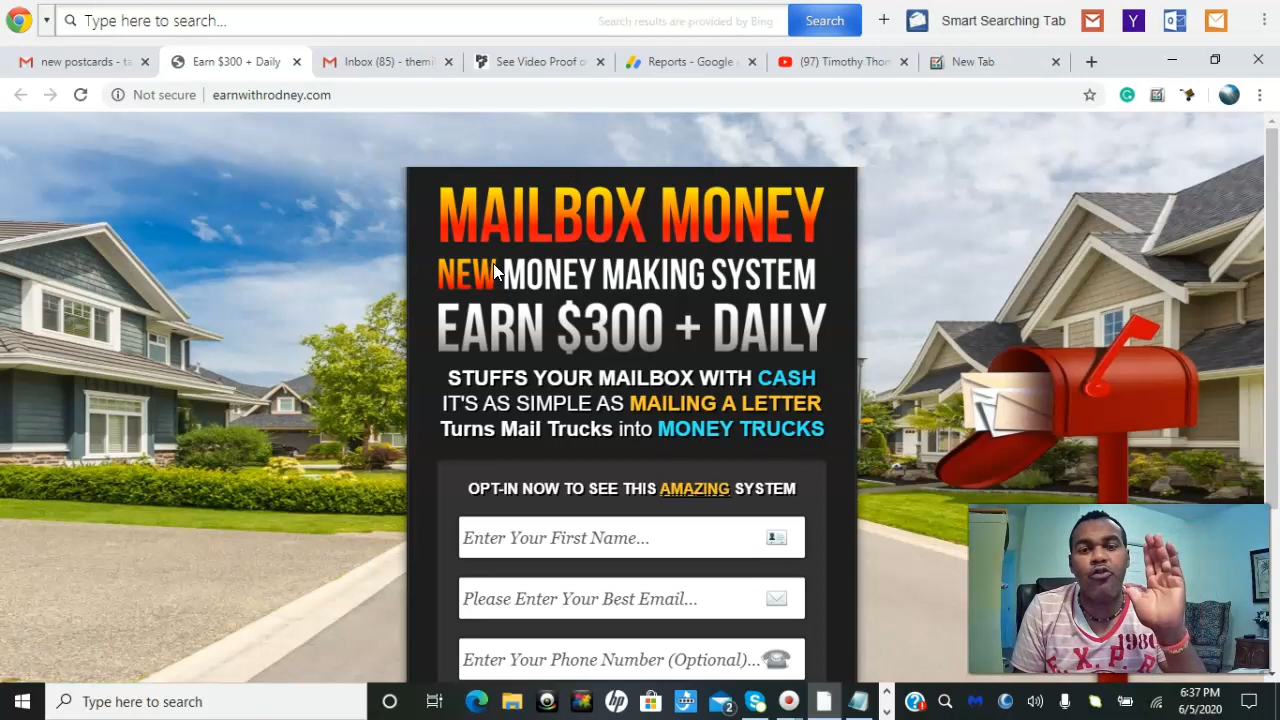 Type here to search...
Search results are provided by Bing
Search
Smart Searching Tab
new postcards - ta
Earn $300 + Daily
Inbox (85) - themil
See Video Proof o
Reports - Google
(97) Timothy Thom
New Tab
Not secure
earnwithrodney.com
MAILBOX MONEY
NEW MONEY MAKING SYSTEM
EARN $300 + DAILY
STUFFS YOUR MAILBOX WITH CASH
IT'S AS SIMPLE AS MAILING A LETTER
Turns Mail Trucks into MONEY TRUCKS
OPT-IN NOW TO SEE THIS AMAZING SYSTEM
Enter Your First Name...
Please Enter Your Best Email...
Enter Your Phone Number (Optional)...
1980
E.X.P.R
Type here to search
hp
2
6:37 PM
6/5/2020